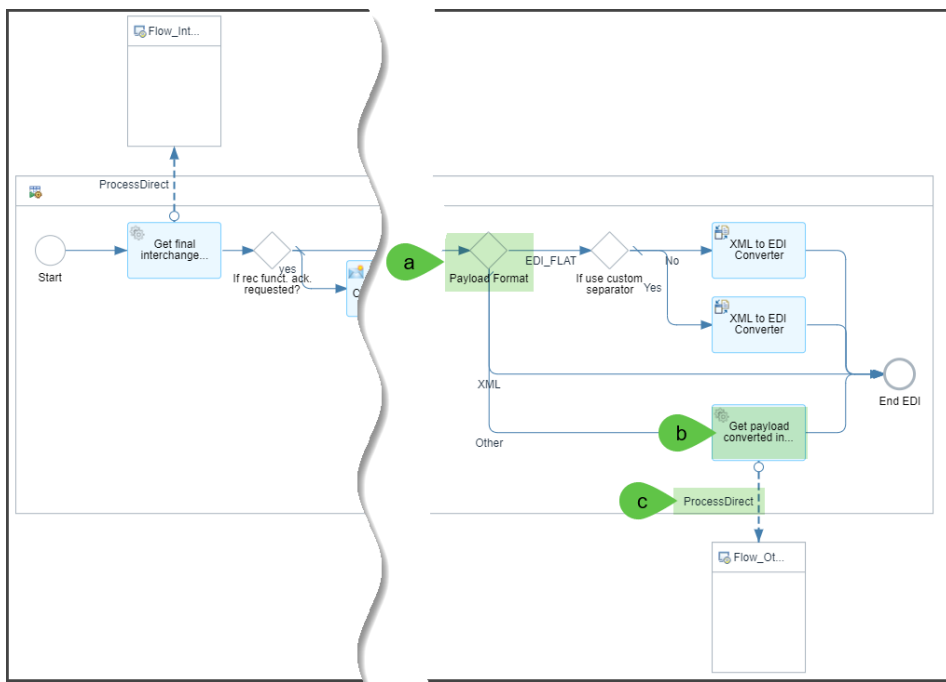 Flow_Int...
ProcessDirect
Start
Get final
interchange...
yes
If rec funct. ack.
requested?
C
a
Payload Format
EDI_FLAT
If use custom
separator
No
Yes
XML to EDI
Converter
XML to EDI
Converter
XML
End EDI
Other
b
Get payload
converted in...
c
ProcessDirect
Flow_Ot...